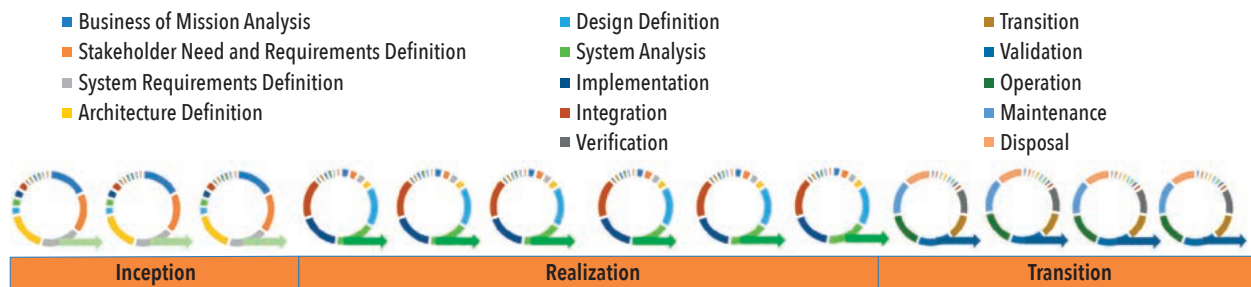 Business of Mission Analysis
Stakeholder Need and Requirements Definition
System Requirements Definition
Architecture Definition
Design Definition
System Analysis
Implementation
Integration
Verification
Transition
Validation
Operation
Maintenance
Disposal
Inception
Realization
Transition